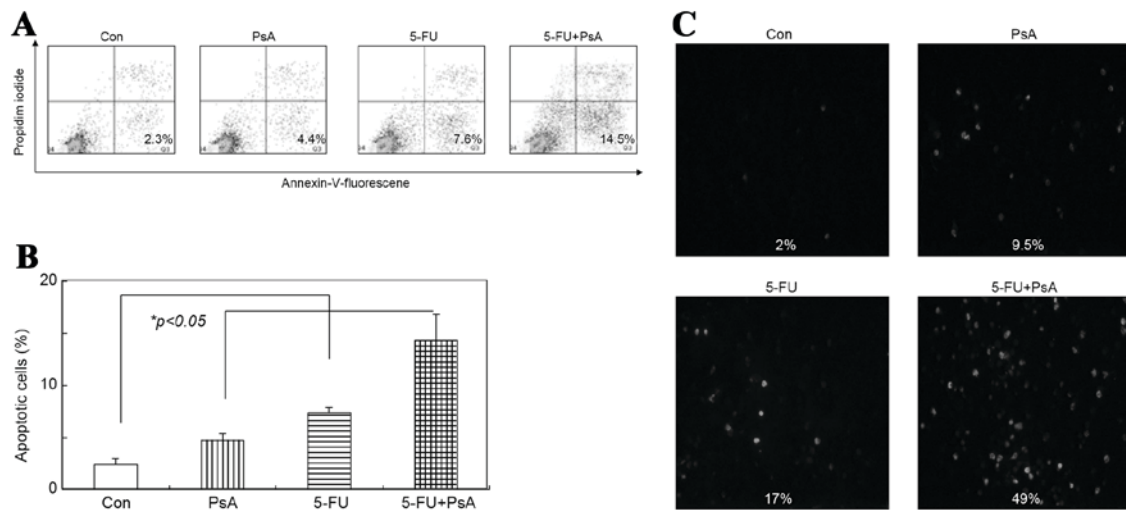 A
Con
PsA
5-FU
5-FU+PsA
Propidim iodide
2.3%
4.4%
7.6%
14.5%
Q3
Q3
Annexin-V-fluorescene
B
20
10
0
Apoptotic cells (%)
*p<0.05
Con
PsA
5-FU
5-FU+PsA
C
Con
PsA
2%
9.5%
5-FU
5-FU+PsA
17%
49%